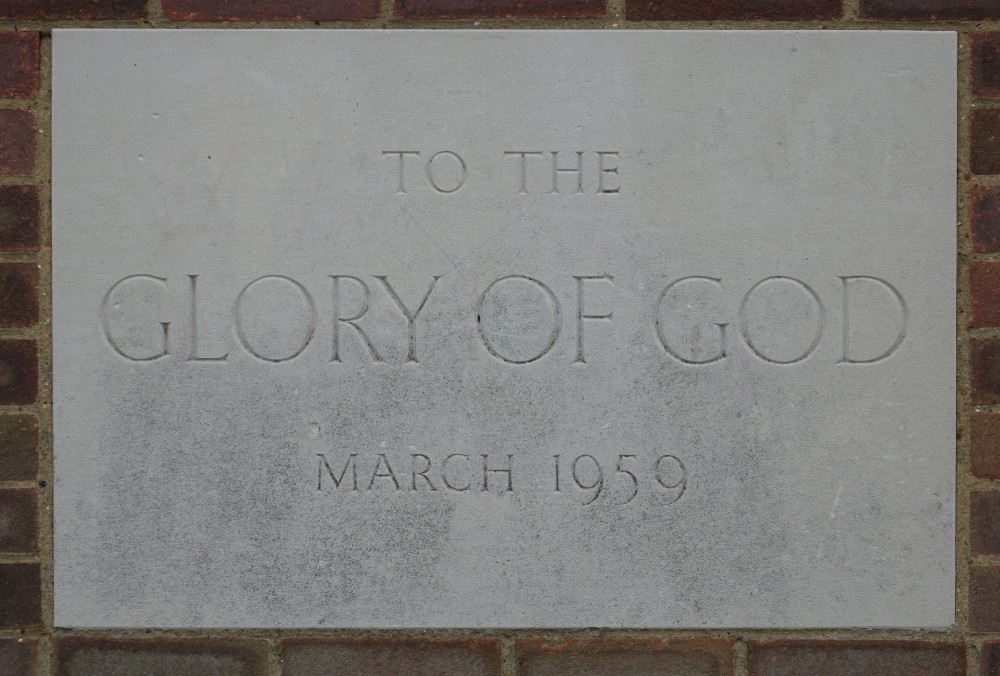 TO THE
GLORY OF GOD
MARCH 1959